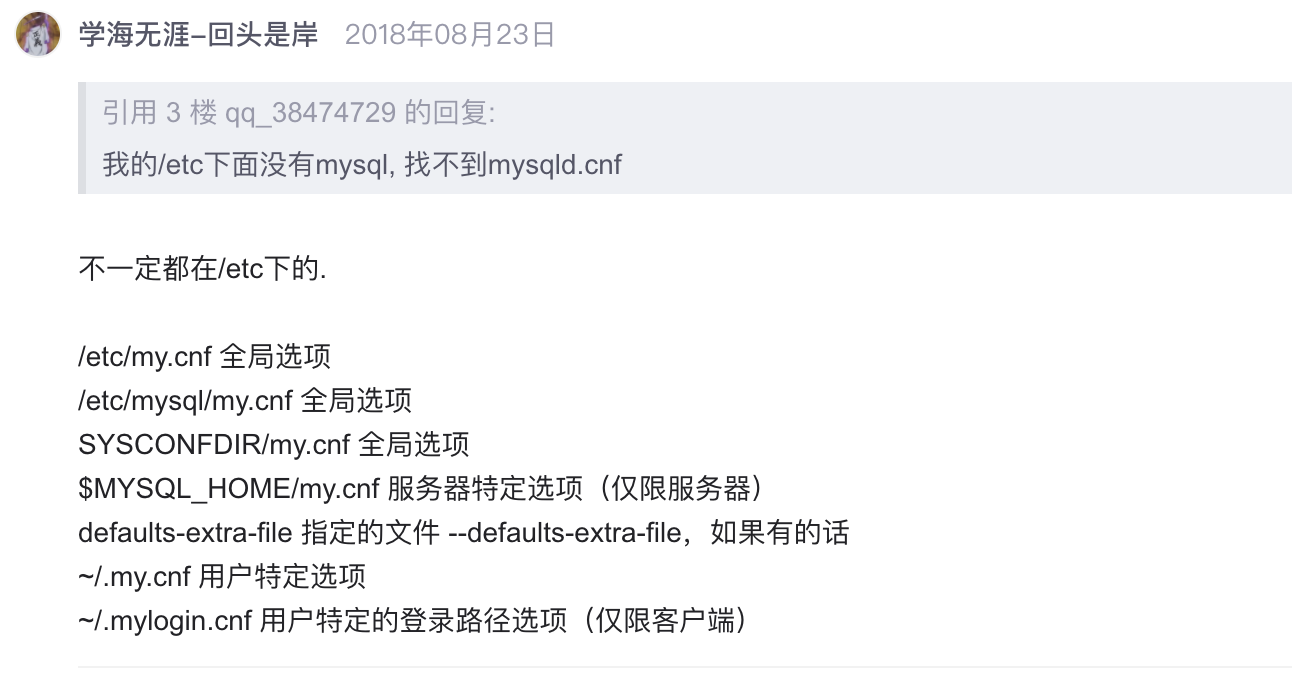 学海无涯-回头是岸 2018年08月23日
引用 3 楼 qq_38474729 的回复:
我的/etc下面没有mysql, 找不到mysqld.cnf
不一定都在/etc下的.
/etc/my.cnf 全局选项
/etc/mysql/my.cnf 全局选项
SYSCONFDIR/my.cnf 全局选项
$MYSQL_HOME/my.cnf 服务器特定选项（仅限服务器）
defaults-extra-file 指定的文件 --defaults-extra-file，如果有的话
~/.my.cnf 用户特定选项
~/.mylogin.cnf 用户特定的登录路径选项（仅限客户端）